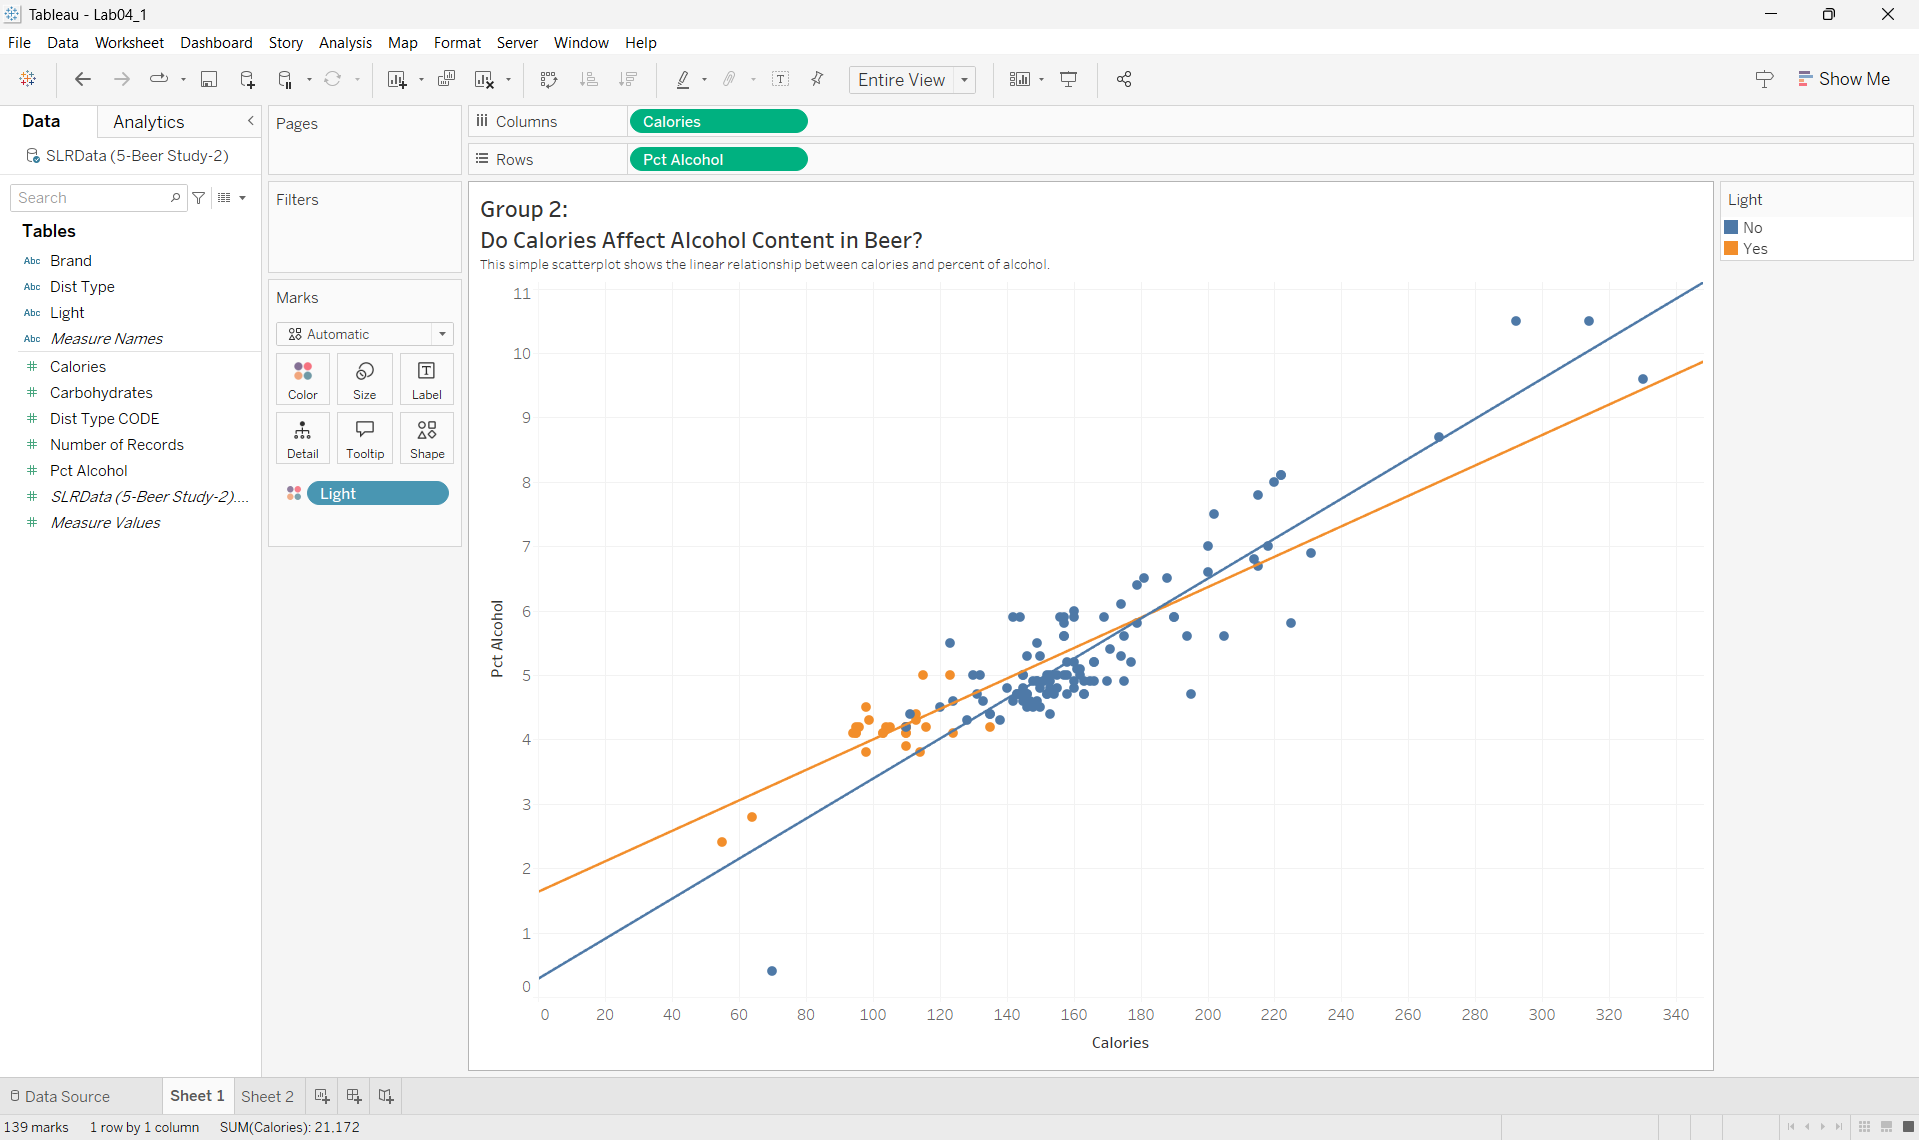 Tableau - Lab04_1
File Data Worksheet Dashboard Story Analysis Map Format Server Window Help
Entire View
Show Me
Data Analytics
SLRData (5-Beer Study-2)
Search
Tables
Abc Brand
Abc Dist Type
Abc Light
Abc Measure Names
# Calories
# Carbohydrates
# Dist Type CODE
# Number of Records
# Pct Alcohol
# SLRData (5-Beer Study-2)....
# Measure Values
Pages
Filters
Marks
Automatic
Color Size Label
Detail Tooltip Shape
Light
Columns Calories
Rows Pct Alcohol
Group 2:
Do Calories Affect Alcohol Content in Beer?
This simple scatterplot shows the linear relationship between calories and percent of alcohol.
11
10
9
8
7
6
5
4
3
2
1
0
Pct Alcohol
0 20 40 60 80 100 120 140 160 180 200 220 240 260 280 300 320 340
Calories
Light
No
Yes
Data Source Sheet 1 Sheet 2
139 marks 1 row by 1 column SUM(Calories): 21,172